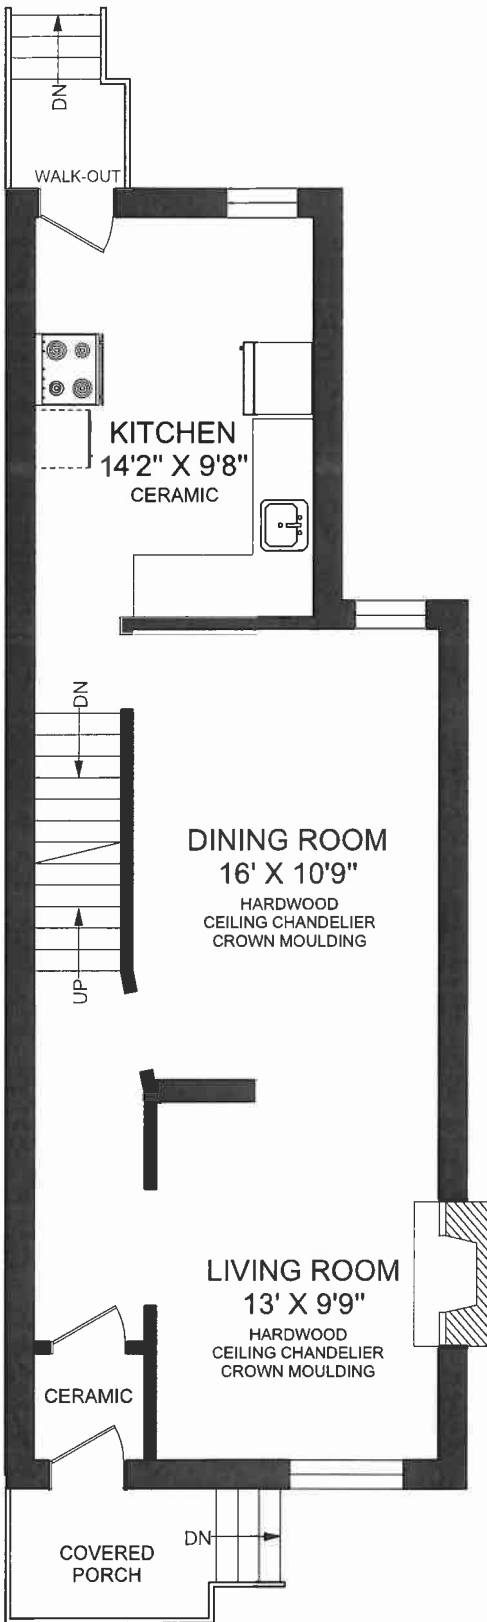 DN
WALK-OUT
KITCHEN
14'2" X 9'8"
CERAMIC
DN
DINING ROOM
16' X 10'9"
HARDWOOD
CEILING CHANDELIER
CROWN MOULDING
UP
LIVING ROOM
13' X 9'9"
HARDWOOD
CEILING CHANDELIER
CROWN MOULDING
CERAMIC
DN
COVERED
PORCH